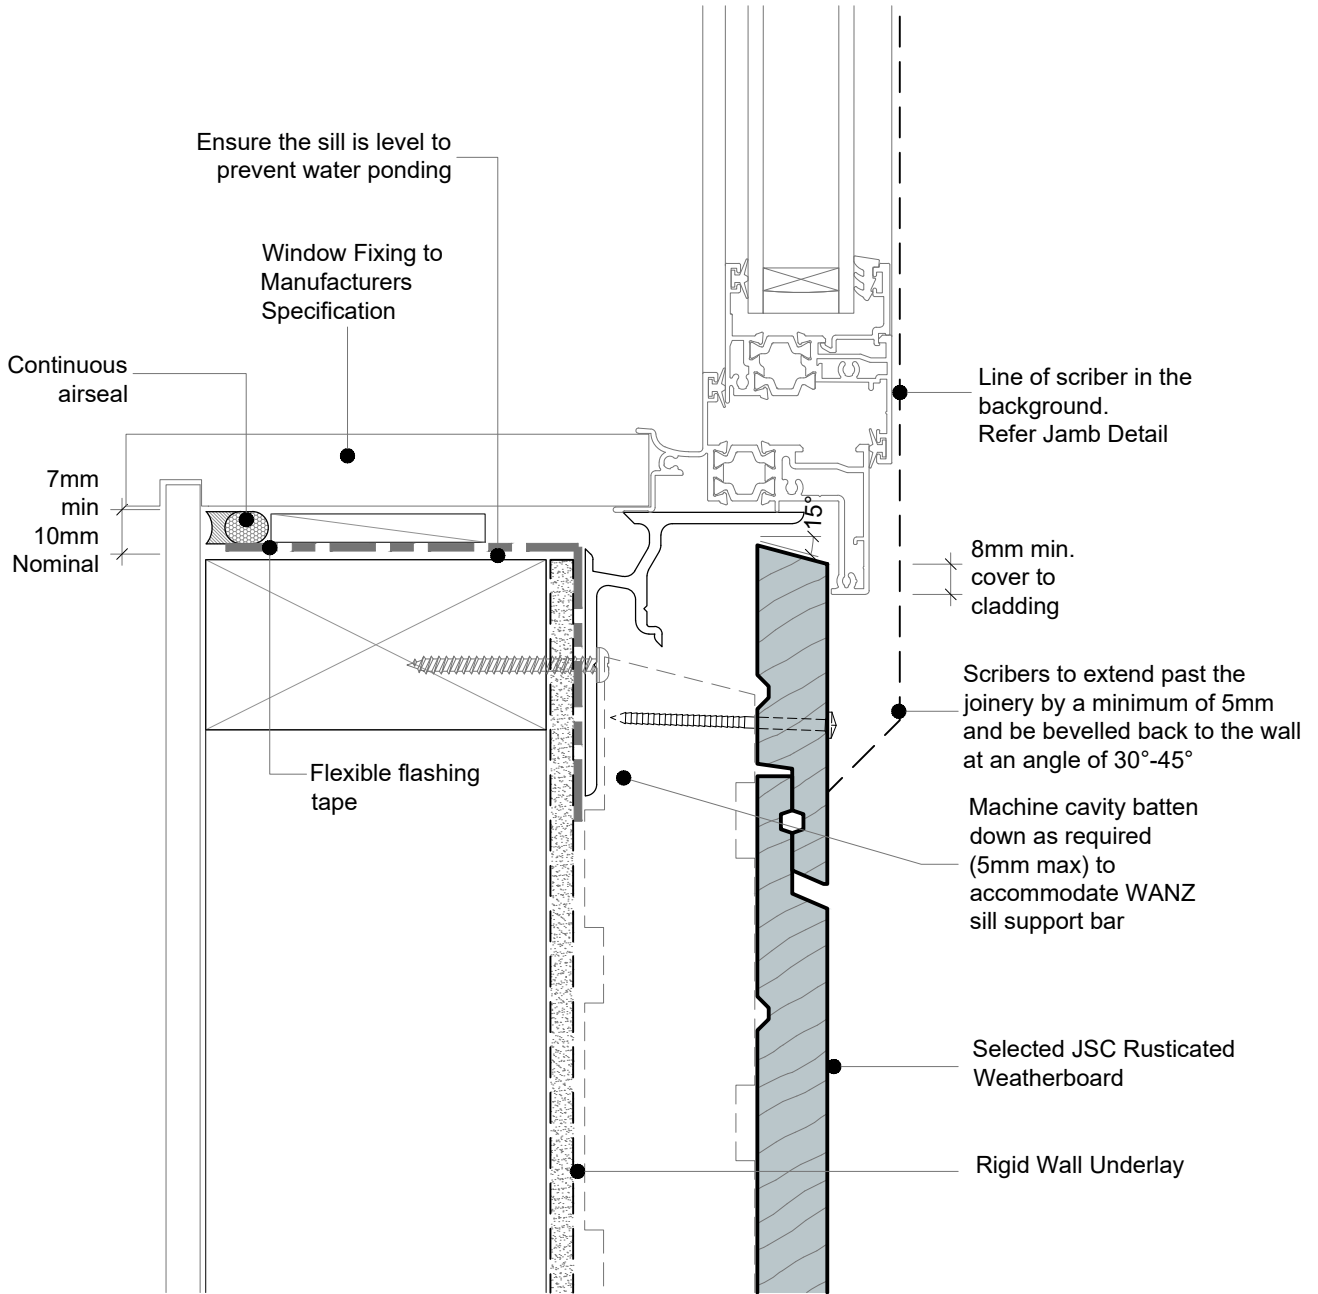 Ensure the sill is level to
prevent water ponding
Window Fixing to
Manufacturers
Specification
Continuous
airseal
7mm
min
10mm
Nominal
Flexible flashing
tape
15°
Line of scriber in the
background.
Refer Jamb Detail
8mm min.
cover to
cladding
Scribers to extend past the
joinery by a minimum of 5mm
and be bevelled back to the wall
at an angle of 30°-45°
Machine cavity batten
down as required
(5mm max) to
accommodate WANZ
sill support bar
Selected JSC Rusticated
Weatherboard
Rigid Wall Underlay